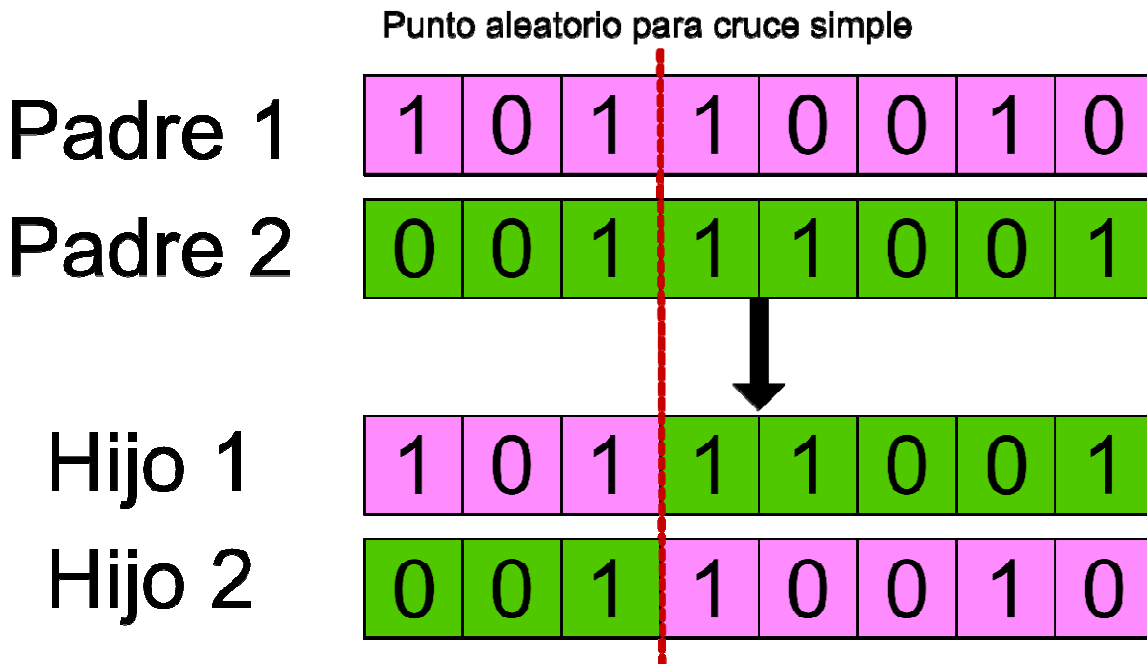 Punto aleatorio para cruce simple
Padre 1 1 0 1 1 0 0 1 0
Padre 2 0 0 1 1 1 0 0 1
Hijo 1 1 0 1 1 1 0 0 1
Hijo 2 0 0 1 1 0 0 1 0